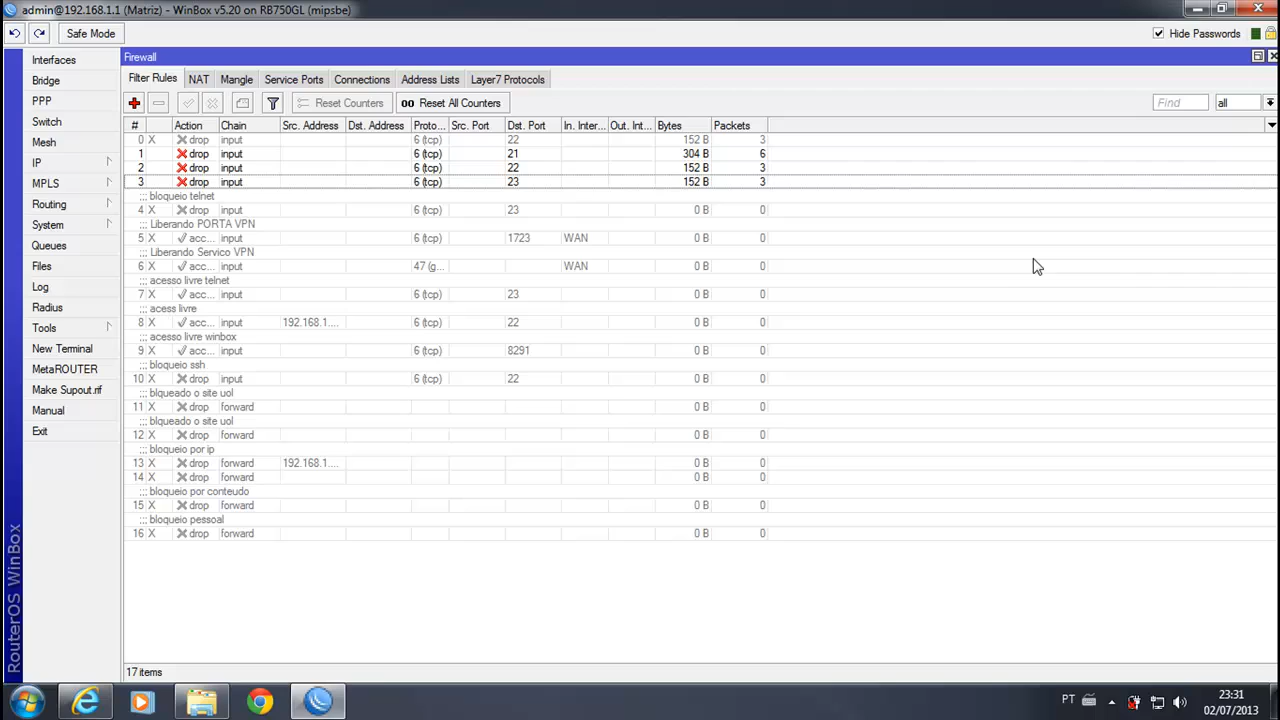 admin@192.168.1.1 (Matriz) - WinBox v5.20 on RB750GL (mipsbe)
Safe Mode
Hide Passwords
Interfaces
Bridge
PPP
Switch
Mesh
IP
MPLS
Routing
System
Queues
Files
Log
Radius
Tools
New Terminal
MetaROUTER
Make Supout.rif
Manual
Exit
RouterOS WinBox
Firewall
Filter Rules NAT Mangle Service Ports Connections Address Lists Layer7 Protocols
Reset Counters 00 Reset All Counters Find all
# Action Chain Src. Address Dst. Address Proto... Src. Port Dst. Port In. Inter... Out. Int... Bytes Packets
0 X drop input 6 (tcp) 22 152 B 3
1 drop input 6 (tcp) 21 304 B 6
2 drop input 6 (tcp) 22 152 B 3
3 drop input 6 (tcp) 23 152 B 3
;;; bloqueio telnet
4 X drop input 6 (tcp) 23 0 B 0
;;; Liberando PORTA VPN
5 X acc... input 6 (tcp) 1723 WAN 0 B 0
;;; Liberando Servico VPN
6 X acc... input 47 (g... WAN 0 B 0
;;; acesso livre telnet
7 X acc... input 6 (tcp) 23 0 B 0
;;; acess livre
8 X acc... input 192.168.1.... 6 (tcp) 22 0 B 0
;;; acesso livre winbox
9 X acc... input 6 (tcp) 8291 0 B 0
;;; bloqueio ssh
10 X drop input 6 (tcp) 22 0 B 0
;;; blqueado o site uol
11 X drop forward 0 B 0
;;; blqueado o site uol
12 X drop forward 0 B 0
;;; bloqueio por ip
13 X drop forward 192.168.1.... 0 B 0
14 X drop forward 0 B 0
;;; bloqueio por conteudo
15 X drop forward 0 B 0
;;; bloqueio pessoal
16 X drop forward 0 B 0
17 items
PT
23:31
02/07/2013